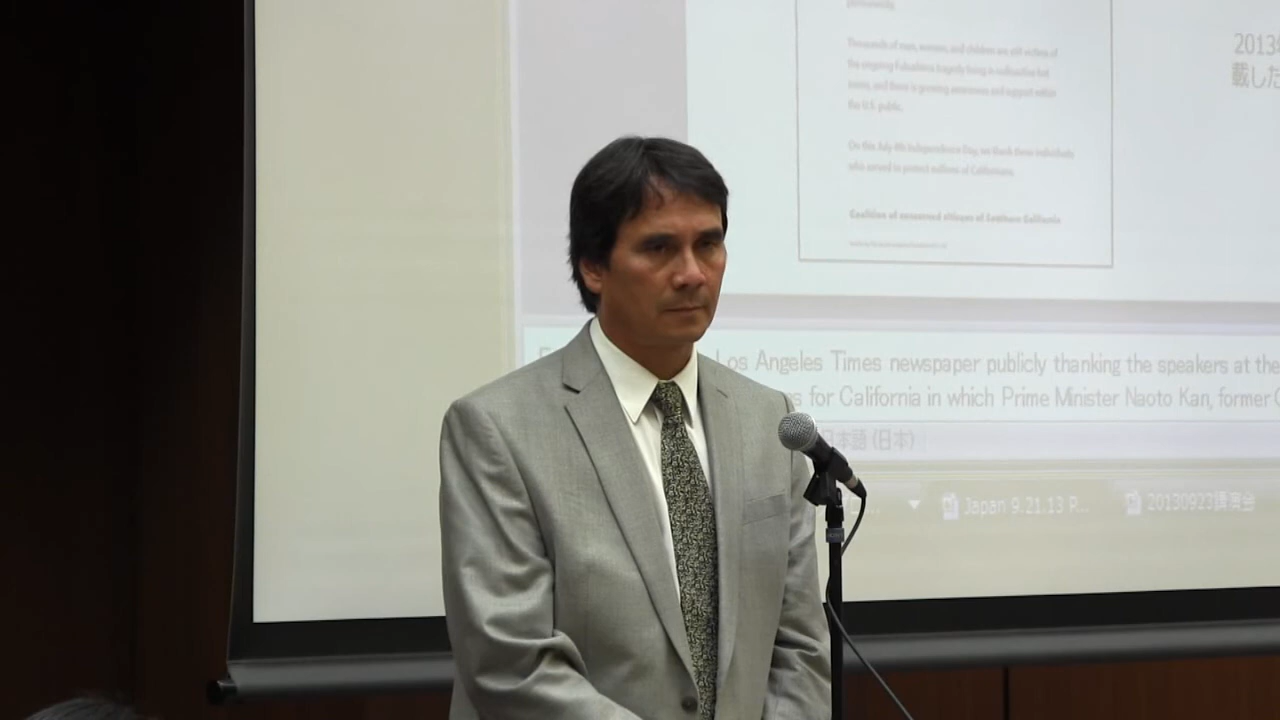 Thousands of men, women, and children are still victims of
the ongoing Fukushima tragedy living in radioactive hot
zones, and there is growing awareness and support within
the U.S. public.
On this July 4th Independence Day, we thank these individuals
who served to protect millions of Californians.
Coalition of concerned citizens of Southern California
2013
載した
Los Angeles Times newspaper publicly thanking the speakers at the
for California in which Prime Minister Naoto Kan, former
日本語 (日本)
Japan 9.21.13 P...
20130923講演会